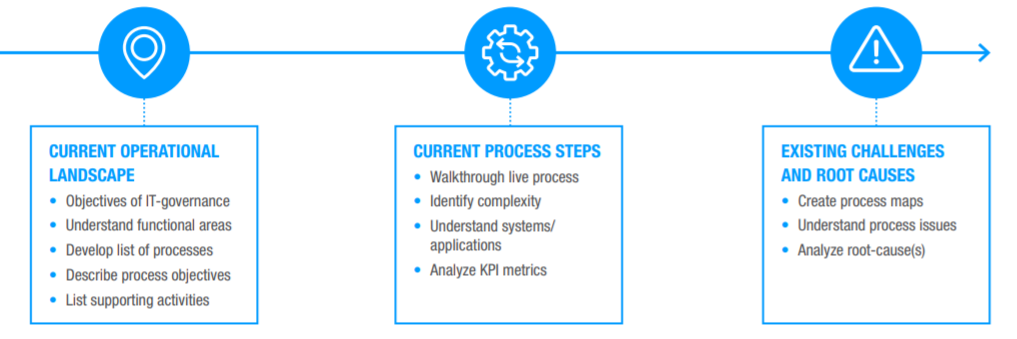 CURRENT OPERATIONAL
LANDSCAPE
• Objectives of IT-governance
• Understand functional areas
• Develop list of processes
• Describe process objectives
• List supporting activities
CURRENT PROCESS STEPS
• Walkthrough live process
• Identify complexity
• Understand systems/
applications
• Analyze KPI metrics
EXISTING CHALLENGES
AND ROOT CAUSES
• Create process maps
• Understand process issues
• Analyze root-cause(s)